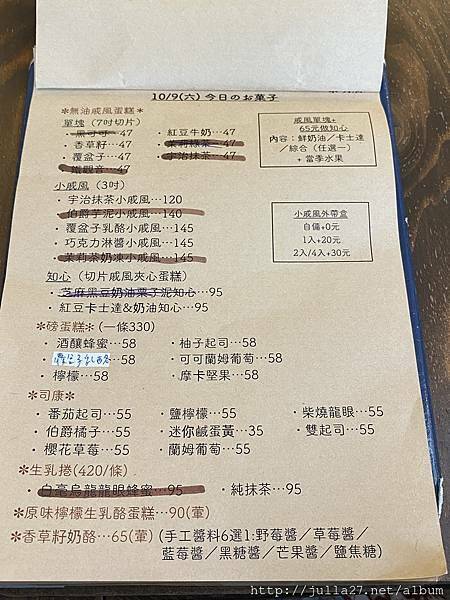 10/9(六) 今日のお菓子
*無油戚風蛋糕*
單塊 (7吋切片)
・黑可可…47 ・紅豆牛奶…47
・香草籽…47 ・茉莉綠茶…47
・覆盆子…47 ・宇治抹茶…47
・鐵觀音…47
戚風單塊+
65元做知心
內容:鮮奶油/卡士達
/綜合(任選一)
+ 當季水果
小戚風 (3吋)
・宇治抹茶小戚風…120
・伯爵芋泥小戚風…140
・覆盆子乳酪小戚風…145
・巧克力淋醬小戚風…145
・茉莉茶奶凍小戚風…145
小戚風外帶盒
自備+0元
1入+20元
2入/4入+30元
知心 (切片戚風夾心蛋糕)
・芝麻黑豆奶油栗子泥知心…95
・紅豆卡士達&奶油知心…95
*磅蛋糕* (一條330)
・酒釀蜂蜜…58 ・柚子起司…58
・覆盆子乳酪…58 ・可可蘭姆葡萄…58
・檸檬…58 ・摩卡堅果…58
*司康*
・番茄起司…55 ・鹽檸檬…55 ・柴燒龍眼…55
・伯爵橘子…55 ・迷你鹹蛋黃…35 ・雙起司…55
・櫻花草莓…55 ・蘭姆葡萄…55
*生乳捲(420/條)
・白毫烏龍龍眼蜂蜜…95 ・純抹茶…95
*原味檸檬生乳酪蛋糕…90(葷)
*香草籽奶酪…65(葷) (手工醬料6選1:野莓醬/草莓醬/
藍莓醬/黑糖醬/芒果醬/鹽焦糖)
http://julla27.net/album